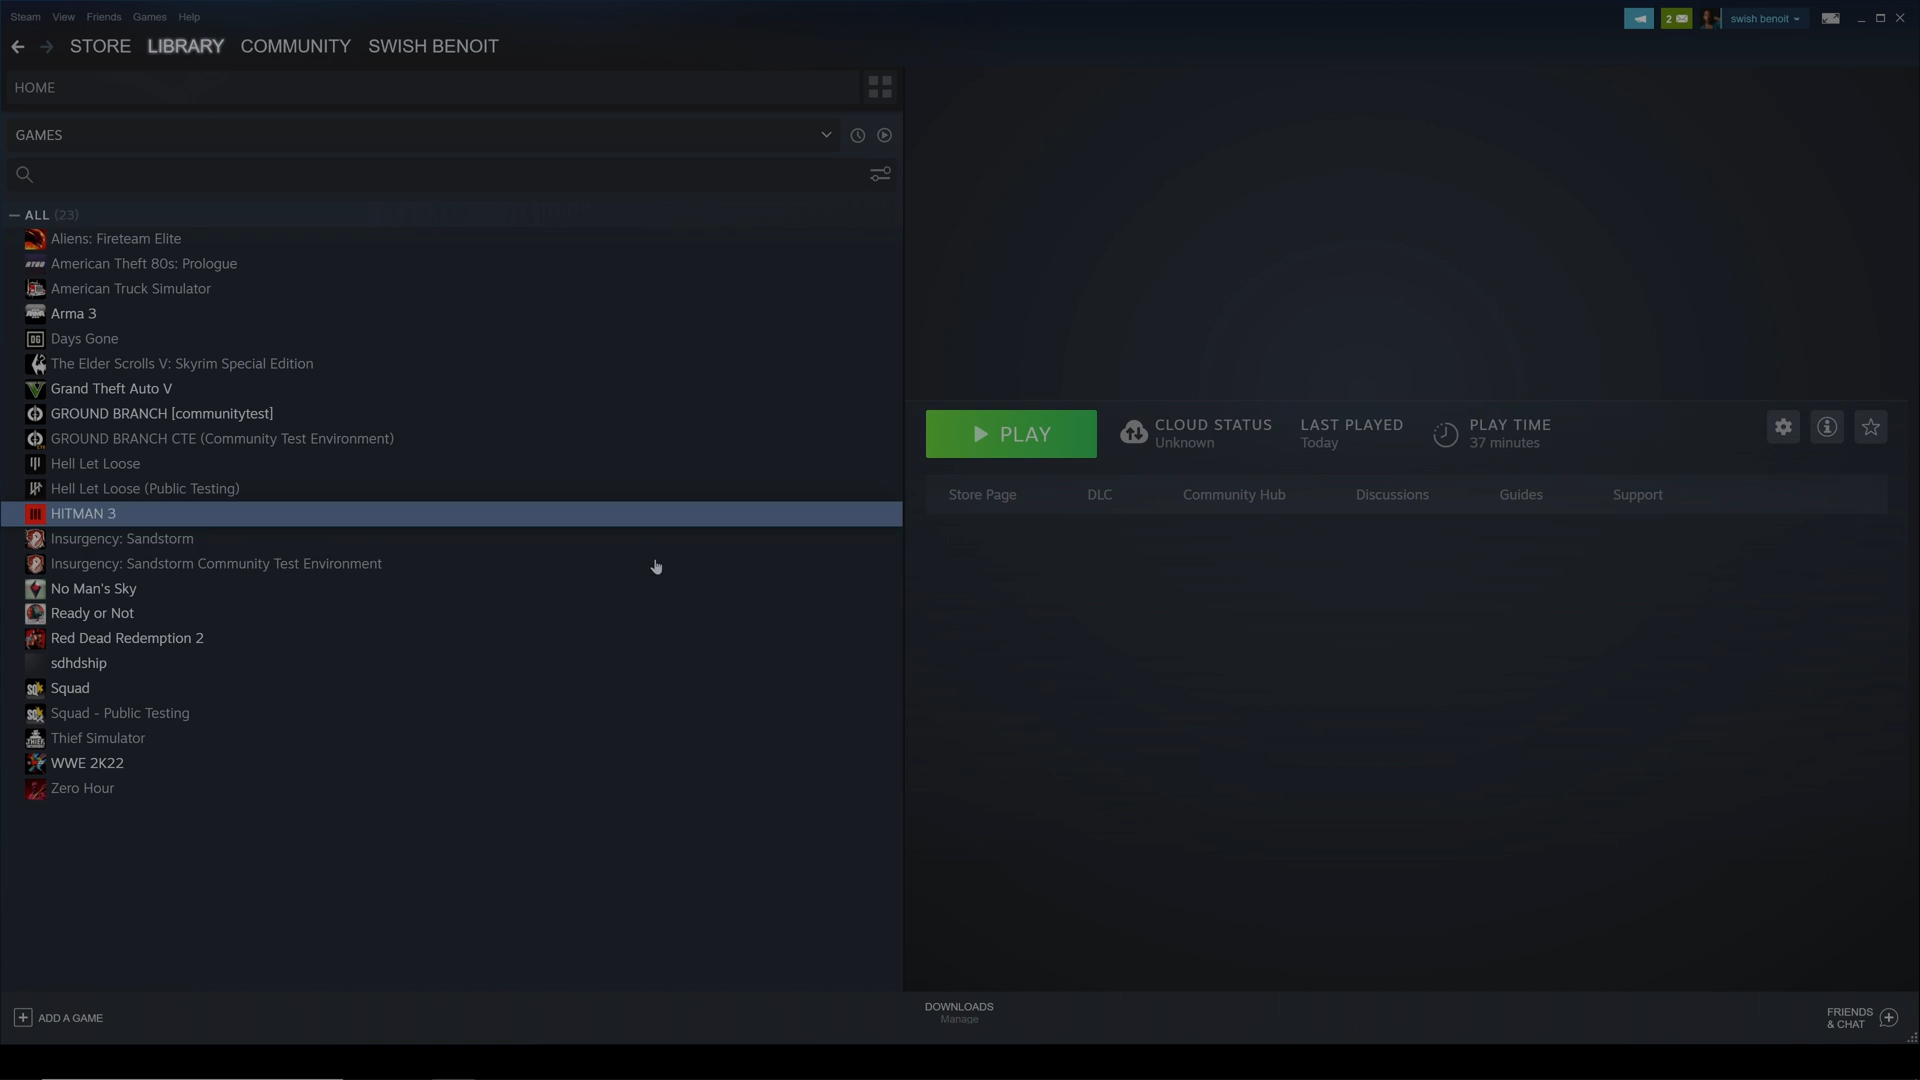 Steam View Friends Games Help
2 swish benoit
STORE LIBRARY COMMUNITY SWISH BENOIT
HOME
GAMES
ALL (23)
Aliens: Fireteam Elite
American Theft 80s: Prologue
American Truck Simulator
Arma 3
Days Gone
The Elder Scrolls V: Skyrim Special Edition
Grand Theft Auto V
GROUND BRANCH [communitytest]
GROUND BRANCH CTE (Community Test Environment)
Hell Let Loose
Hell Let Loose (Public Testing)
HITMAN 3
Insurgency: Sandstorm
Insurgency: Sandstorm Community Test Environment
No Man's Sky
Ready or Not
Red Dead Redemption 2
sdhdship
Squad
Squad - Public Testing
Thief Simulator
WWE 2K22
Zero Hour
PLAY
CLOUD STATUS
Unknown
LAST PLAYED
Today
PLAY TIME
37 minutes
Store Page DLC Community Hub Discussions Guides Support
ADD A GAME
DOWNLOADS
Manage
FRIENDS
& CHAT